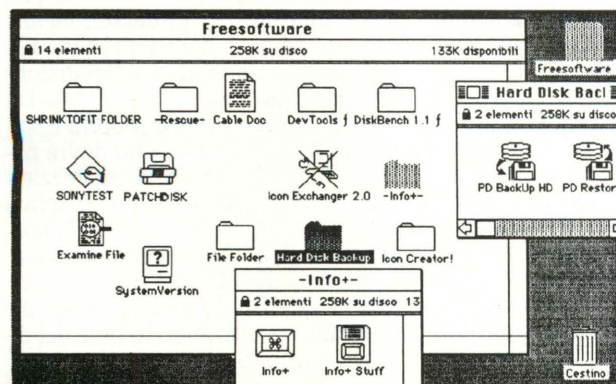 Freesoftware
14 elementi 258K su disco 133K disponibili
Freesoftware
SHRINKTOFIT FOLDER -Rescue- Cable Doc DevTools ƒ DiskBench 1.1 ƒ
Hard Disk Bacl
2 elementi 258K su disco
PD BackUp HD PD Restor
SONYTEST PATCHDISK Icon Exchanger 2.0 -Info+-
Examine File SystemVersion File Folder Hard Disk Backup Icon Creator!
-Info+-
2 elementi 258K su disco 13
Info+ Info+ Stuff
Cestino